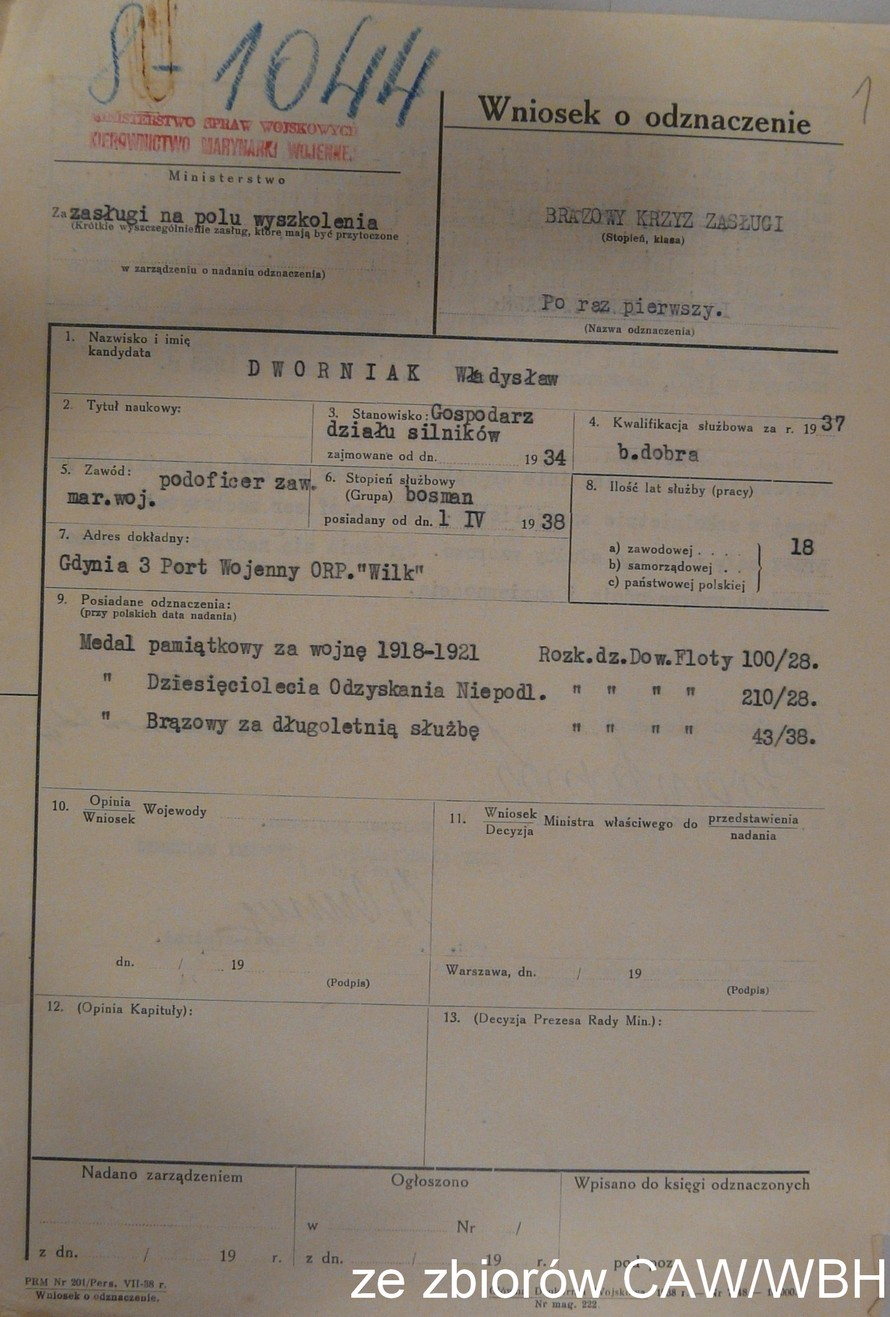 1044
1
MINISTERSTWO SPRAW WOJSKOWYCH
KIEROWNICTWO MARYNARKI WOJENNEJ
Ministerstwo
Wniosek o odznaczenie
Za zasługi na polu wyszkolenia
(Krótkie wyszczególnienie zasług, które mają być przytoczone
w zarządzeniu o nadaniu odznaczenia)
BRĄZOWY KRZYŻ ZASŁUGI
(Stopień, klasa)
Po raz pierwszy.
(Nazwa odznaczenia)
1. Nazwisko i imię
kandydata
DWORNIAK Władysław
2. Tytuł naukowy:
3. Stanowisko: Gospodarz
działu silników
zajmowane od dn. 19 34
4. Kwalifikacja służbowa za r. 19 37
b.dobra
5. Zawód: podoficer zaw.
mar.woj.
6. Stopień służbowy
(Grupa) bosman
posiadany od dn. 1 IV 19 38
7. Adres dokładny:
Gdynia 3 Port Wojenny ORP."Wilk"
8. Ilość lat służby (pracy)
a) zawodowej . . . . 18
b) samorządowej . .
c) państwowej polskiej
9. Posiadane odznaczenia:
(przy polskich data nadania)
Medal pamiątkowy za wojnę 1918-1921 Rozk.dz.Dow.Floty 100/28.
" Dziesięciolecia Odzyskania Niepodl. " " " " 210/28.
" Brązowy za długoletnią służbę " " " " 43/38.
10. Opinia
Wniosek Wojewody
dn. / 19
(Podpis)
11. Wniosek
Decyzja Ministra właściwego do przedstawienia
nadania
Warszawa, dn. / 19
(Podpis)
12. (Opinia Kapituły):
13. (Decyzja Prezesa Rady Min.):
Nadano zarządzeniem
z dn. / 19 r.
Ogłoszono
w Nr /
z dn. / 19 r.
Wpisano do księgi odznaczonych
pod poz.
PRM Nr 201/Pers. VII-38 r.
Wniosek o odznaczenie.
Nr mag. 222
ze zbiorów CAW/WBH